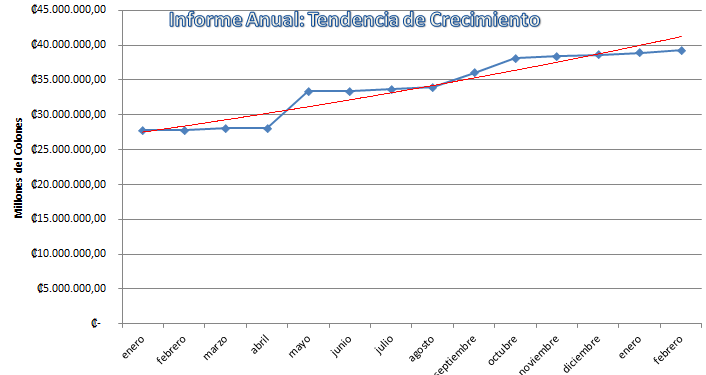 Informe Anual: Tendencia de Crecimiento
Millones del Colones
₡45.000.000,00
₡40.000.000,00
₡35.000.000,00
₡30.000.000,00
₡25.000.000,00
₡20.000.000,00
₡15.000.000,00
₡10.000.000,00
₡5.000.000,00
₡-
enero
febrero
marzo
abril
mayo
junio
julio
agosto
septiembre
octubre
noviembre
diciembre
enero
febrero